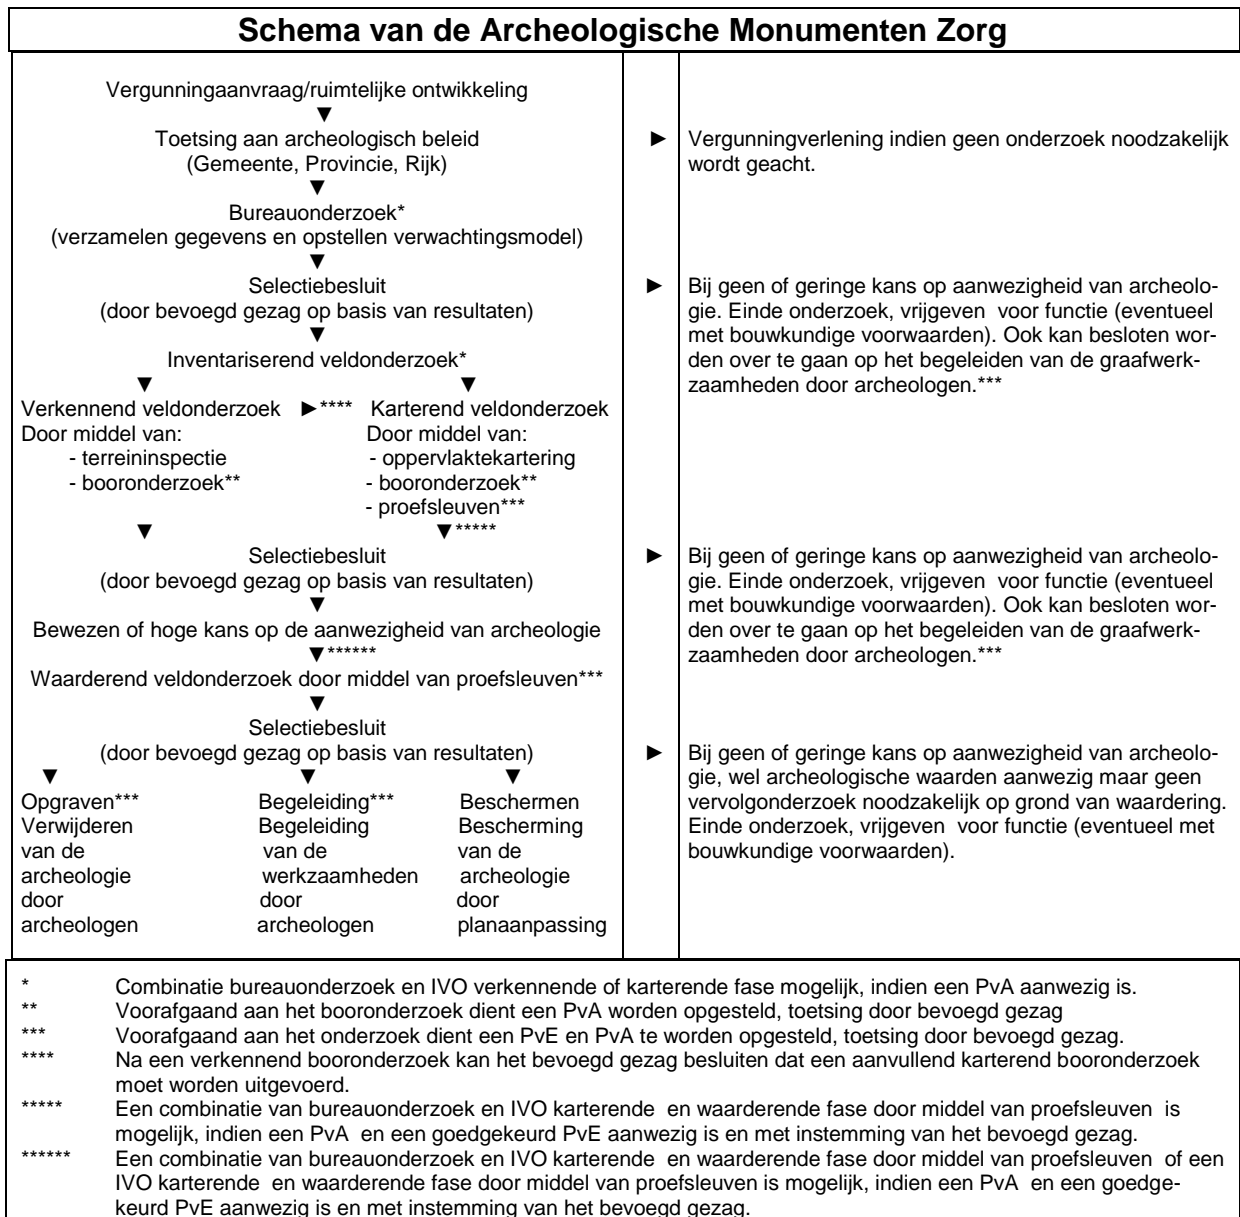 Schema van de Archeologische Monumenten Zorg
Vergunningaanvraag/ruimtelijke ontwikkeling
▼
Toetsing aan archeologisch beleid
(Gemeente, Provincie, Rijk)
▼
► Vergunningverlening indien geen onderzoek noodzakelijk
wordt geacht.
Bureauonderzoek*
(verzamelen gegevens en opstellen verwachtingsmodel)
▼
Selectiebesluit
(door bevoegd gezag op basis van resultaten)
▼
► Bij geen of geringe kans op aanwezigheid van archeolo-
gie. Einde onderzoek, vrijgeven voor functie (eventueel
met bouwkundige voorwaarden). Ook kan besloten wor-
den over te gaan op het begeleiden van de graafwerk-
zaamheden door archeologen.***
Inventariserend veldonderzoek*
▼ ▼
Verkennend veldonderzoek ►**** Karterend veldonderzoek
Door middel van: Door middel van:
- terreininspectie - oppervlaktekartering
- booronderzoek** - booronderzoek**
- proefsleuven***
▼ ▼*****
Selectiebesluit
(door bevoegd gezag op basis van resultaten)
▼
► Bij geen of geringe kans op aanwezigheid van archeolo-
gie. Einde onderzoek, vrijgeven voor functie (eventueel
met bouwkundige voorwaarden). Ook kan besloten wor-
den over te gaan op het begeleiden van de graafwerk-
zaamheden door archeologen.***
Bewezen of hoge kans op de aanwezigheid van archeologie
▼******
Waarderend veldonderzoek door middel van proefsleuven***
▼
Selectiebesluit
(door bevoegd gezag op basis van resultaten)
▼ ▼ ▼
► Bij geen of geringe kans op aanwezigheid van archeolo-
gie, wel archeologische waarden aanwezig maar geen
vervolgonderzoek noodzakelijk op grond van waardering.
Einde onderzoek, vrijgeven voor functie (eventueel met
bouwkundige voorwaarden).
Opgraven*** Begeleiding*** Beschermen
Verwijderen Begeleiding Bescherming
van de van de van de
archeologie werkzaamheden archeologie
door door door
archeologen archeologen planaanpassing
* Combinatie bureauonderzoek en IVO verkennende of karterende fase mogelijk, indien een PvA aanwezig is.
** Voorafgaand aan het booronderzoek dient een PvA worden opgesteld, toetsing door bevoegd gezag
*** Voorafgaand aan het onderzoek dient een PvE en PvA te worden opgesteld, toetsing door bevoegd gezag.
**** Na een verkennend booronderzoek kan het bevoegd gezag besluiten dat een aanvullend karterend booronderzoek
moet worden uitgevoerd.
***** Een combinatie van bureauonderzoek en IVO karterende en waarderende fase door middel van proefsleuven is
mogelijk, indien een PvA en een goedgekeurd PvE aanwezig is en met instemming van het bevoegd gezag.
****** Een combinatie van bureauonderzoek en IVO karterende en waarderende fase door middel van proefsleuven of een
IVO karterende en waarderende fase door middel van proefsleuven is mogelijk, indien een PvA en een goedge-
keurd PvE aanwezig is en met instemming van het bevoegd gezag.